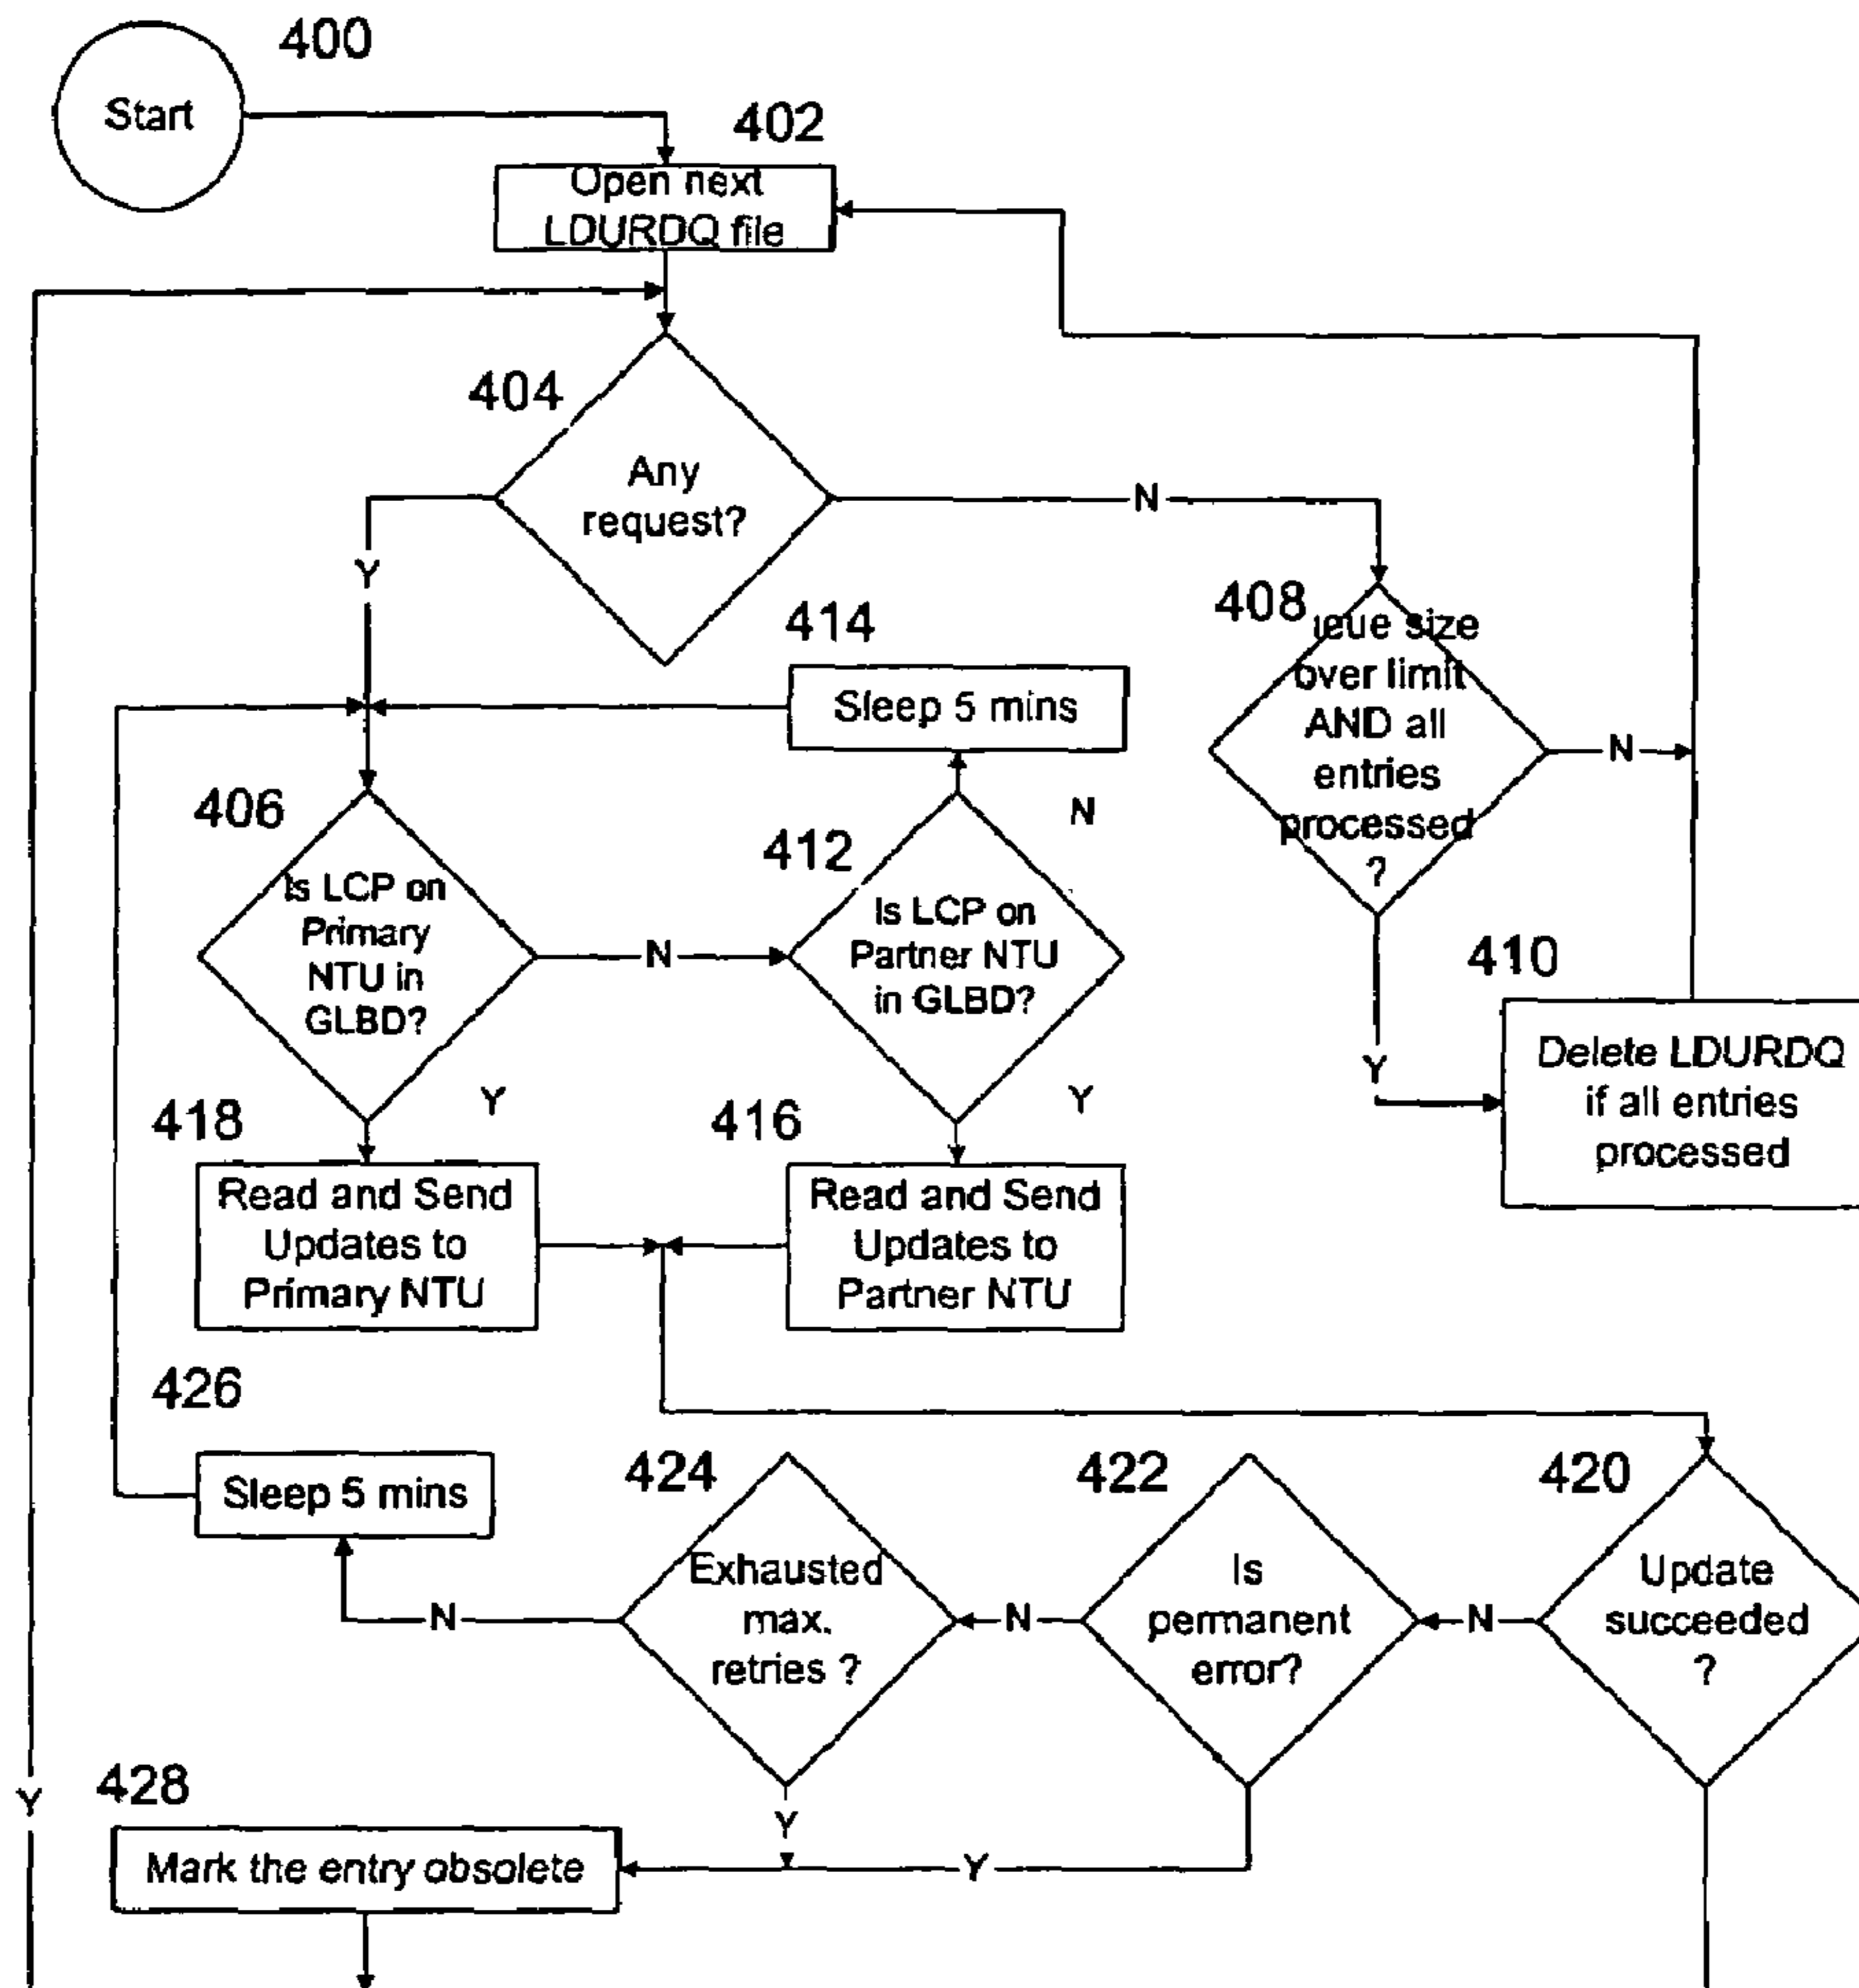 400
Start
402
Open next
LDURDQ file
404
Any
request?
N
Y
408
size
over limit
AND all
entries
processed
?
N
414
Sleep 5 mins
406
Is LCP on
Primary
NTU in
GLBD?
N
412
N
Is LCP on
Partner NTU
in GLBD?
410
Delete LDURDQ
if all entries
processed
Y
418
Y
416
Y
Read and Send
Updates to
Primary NTU
Read and Send
Updates to
Partner NTU
426
Sleep 5 mins
424
Exhausted
max.
retries ?
N
422
Is
permanent
error?
N
420
Update
succeeded
?
N
Y
428
Y
Mark the entry obsolete
Y